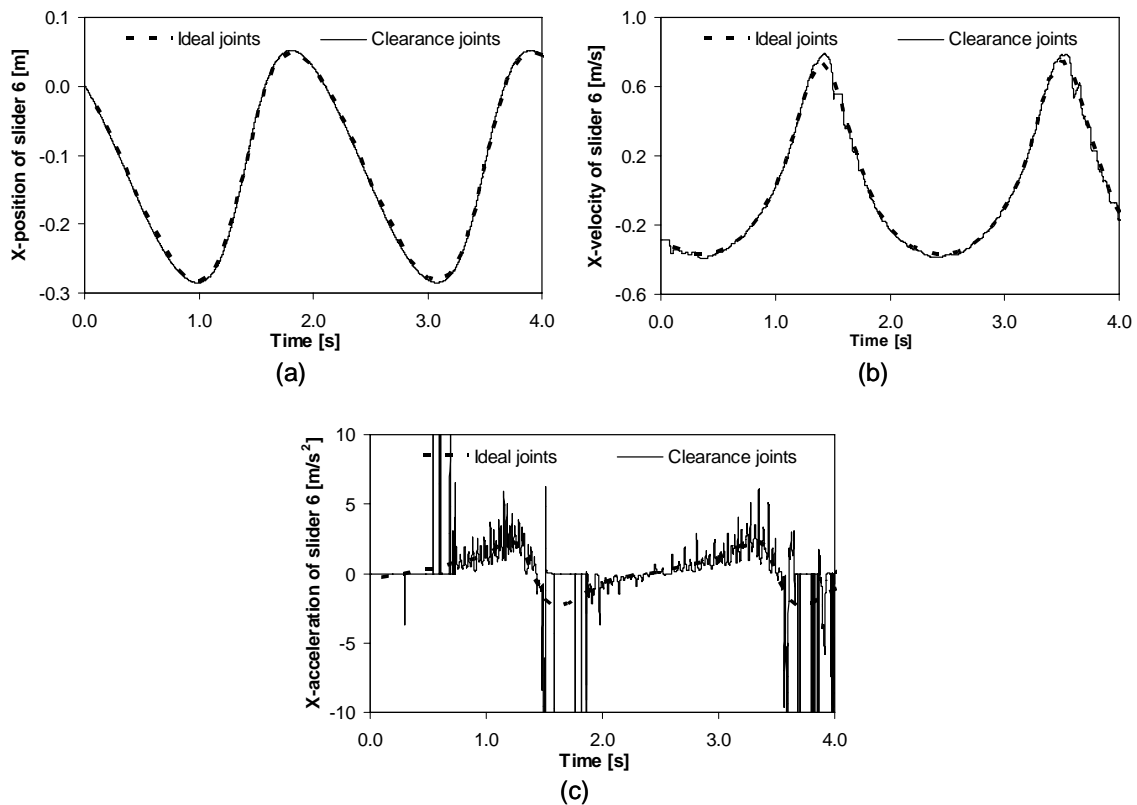 X-position of slider 6 [m]
0.1
0.0
-0.1
-0.2
-0.3
Ideal joints
Clearance joints
0.0 1.0 2.0 3.0 4.0
Time [s]
(a)
X-velocity of slider 6 [m/s]
1.0
0.6
0.2
-0.2
-0.6
Ideal joints
Clearance joints
0.0 1.0 2.0 3.0 4.0
Time [s]
(b)
X-acceleration of slider 6 [m/s²]
10
5
0
-5
-10
Ideal joints
Clearance joints
0.0 1.0 2.0 3.0 4.0
Time [s]
(c)